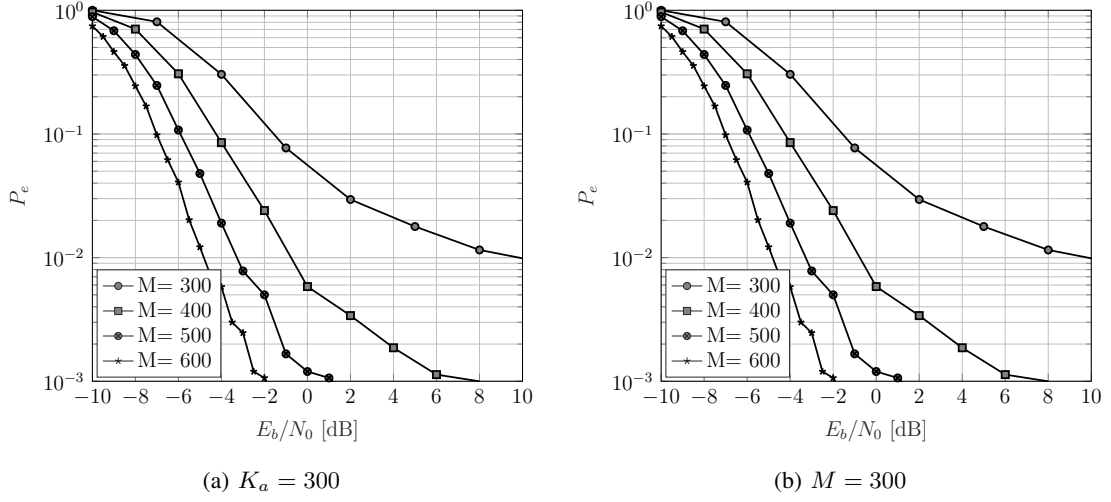 10^0
10^{-1}
10^{-2}
10^{-3}
P_e
M= 300
M= 400
M= 500
M= 600
−10 −8 −6 −4 −2 0 2 4 6 8 10
E_b/N_0 [dB]
(a) K_a = 300
10^0
10^{-1}
10^{-2}
10^{-3}
P_e
M= 300
M= 400
M= 500
M= 600
−10 −8 −6 −4 −2 0 2 4 6 8 10
E_b/N_0 [dB]
(b) M = 300